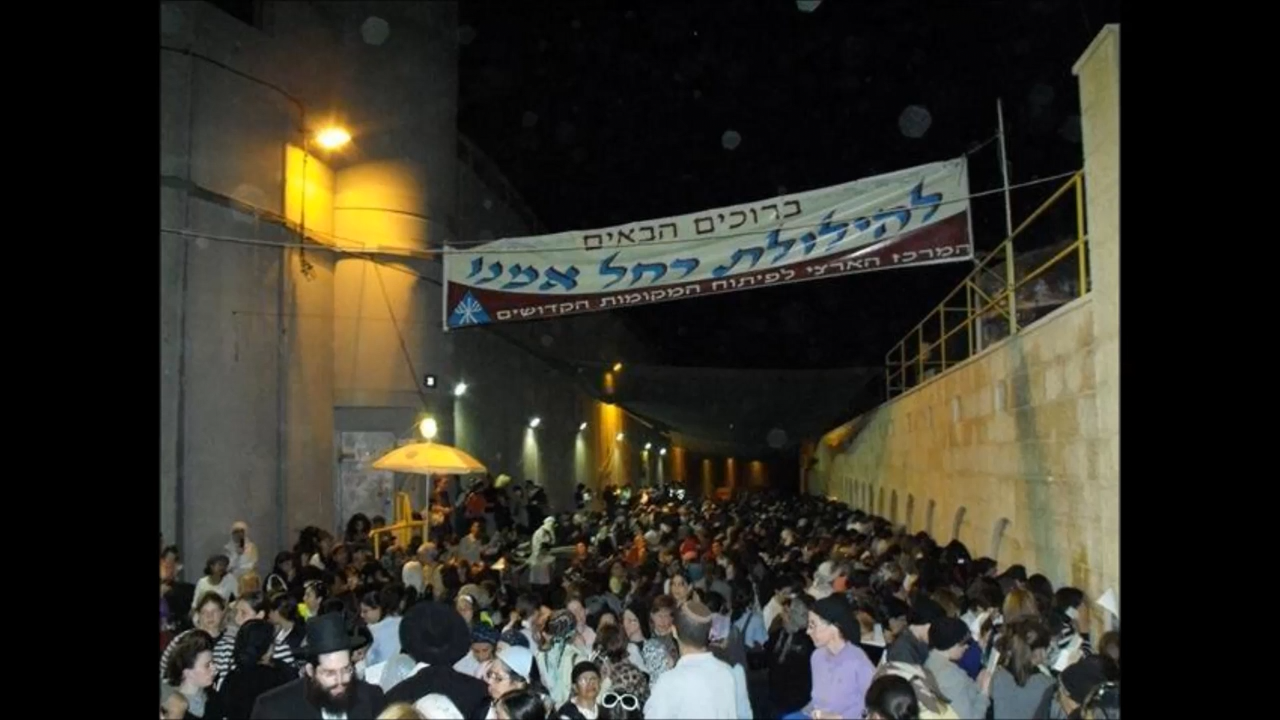 ברוכים הבאים
להילולת רחל אמנו
המרכז הארצי לפיתוח המקומות הקדושים